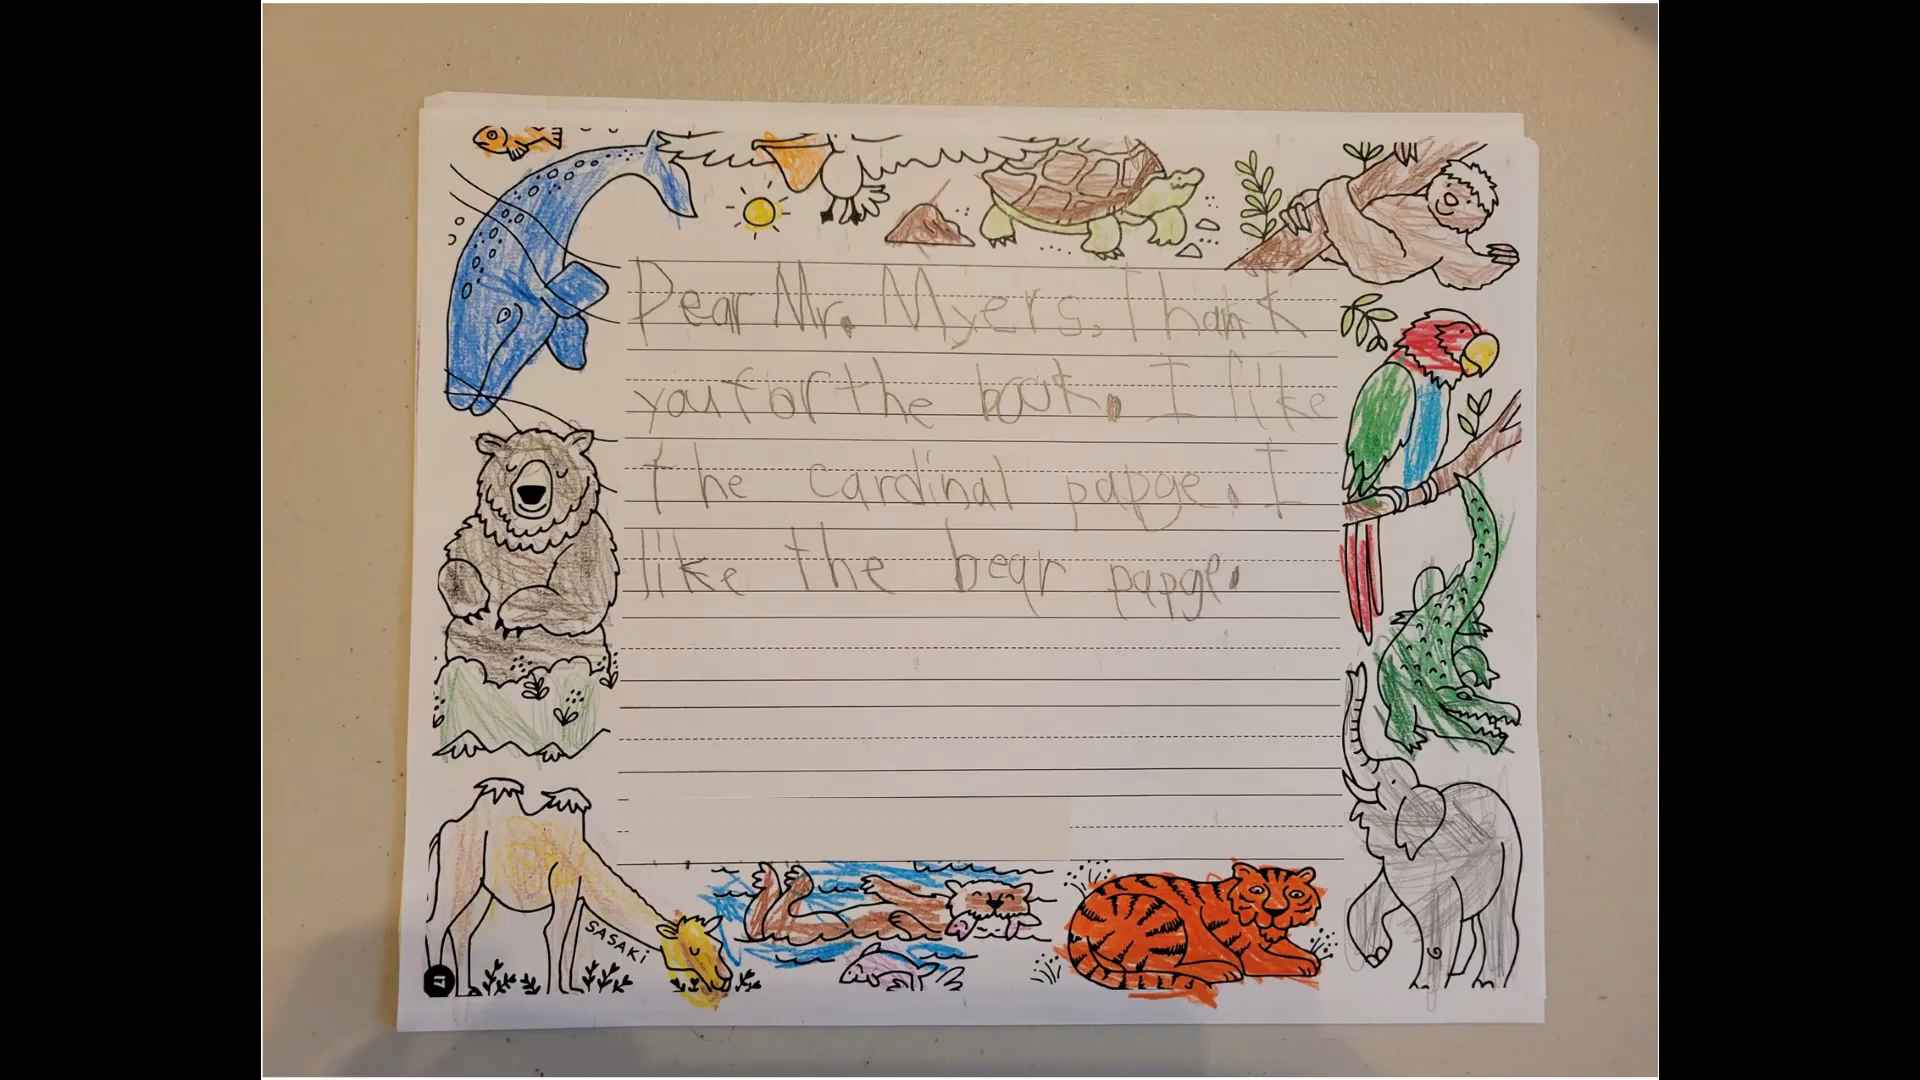 Dear Mr. Myers. Thank
you for the book. I like
the cardinal papge. I
like the bear papge.
SASAKi